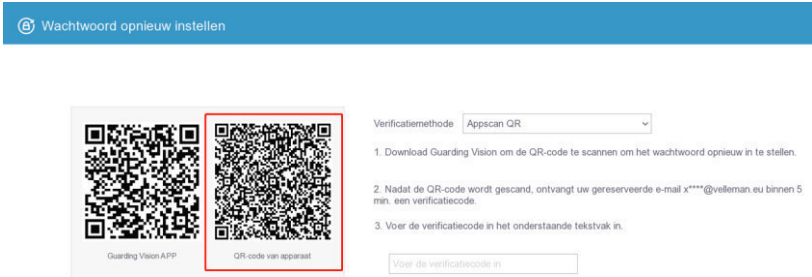 Wachtwoord opnieuw instellen
Verificatiemethode Appscan QR
1. Download Guarding Vision om de QR-code te scannen om het wachtwoord opnieuw in te stellen.
2. Nadat de QR-code wordt gescand, ontvangt uw gereserveerde e-mail x****@velleman.eu binnen 5
min. een verificatiecode.
3. Voer de verificatiecode in het onderstaande tekstvak in.
Guarding Vision APP
QR-code van apparaat
Voer de verificatiecode in